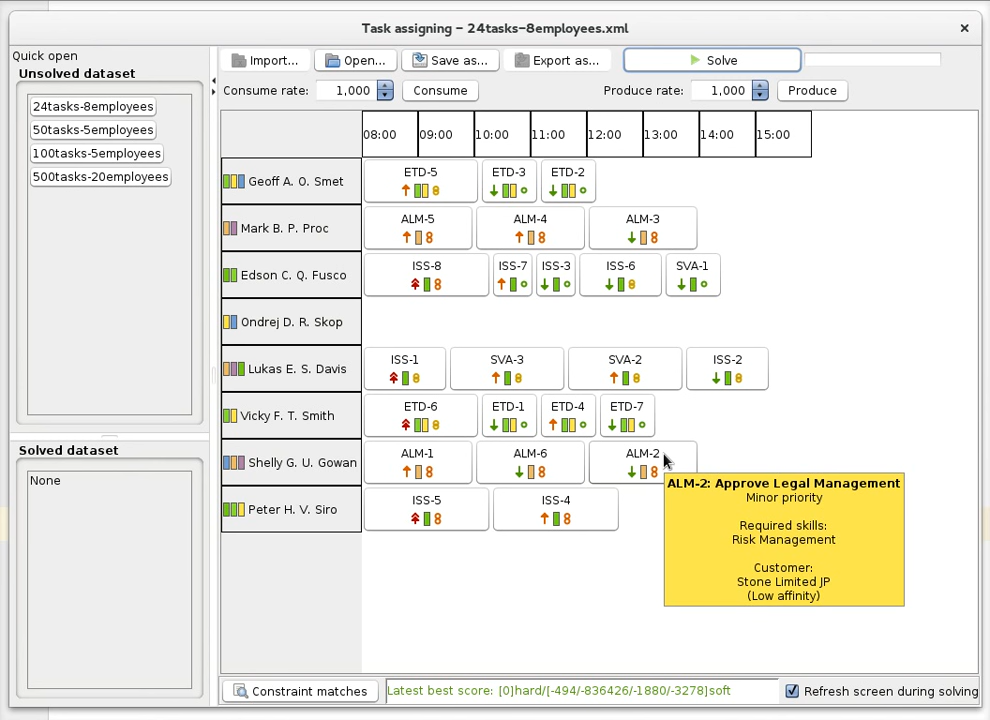 Task assigning – 24tasks-8employees.xml
Quick open
Unsolved dataset
24tasks-8employees
50tasks-5employees
100tasks-5employees
500tasks-20employees
Solved dataset
None
Import...
Open...
Save as...
Export as...
Solve
Consume rate:
1,000
Consume
Produce rate:
1,000
Produce
08:00 09:00 10:00 11:00 12:00 13:00 14:00 15:00
Geoff A. O. Smet
ETD-5 ETD-3 ETD-2
Mark B. P. Proc
ALM-5 ALM-4 ALM-3
Edson C. Q. Fusco
ISS-8 ISS-7 ISS-3 ISS-6 SVA-1
Ondrej D. R. Skop
Lukas E. S. Davis
ISS-1 SVA-3 SVA-2 ISS-2
Vicky F. T. Smith
ETD-6 ETD-1 ETD-4 ETD-7
Shelly G. U. Gowan
ALM-1 ALM-6 ALM-2
Peter H. V. Siro
ISS-5 ISS-4
ALM-2: Approve Legal Management
Minor priority
Required skills:
Risk Management
Customer:
Stone Limited JP
(Low affinity)
Constraint matches
Latest best score: [0]hard/[-494/-836426/-1880/-3278]soft
Refresh screen during solving